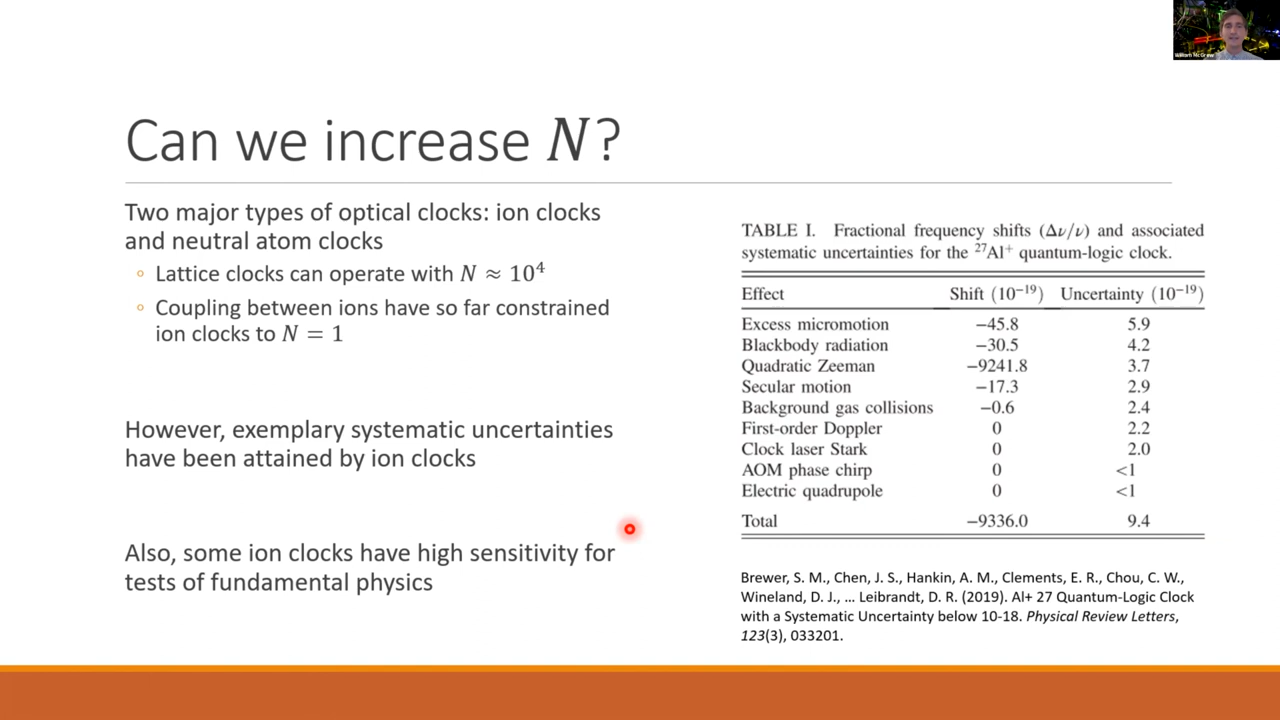 William McGrew
Can we increase N?
Two major types of optical clocks: ion clocks
and neutral atom clocks
◦ Lattice clocks can operate with N ≈ 10⁴
◦ Coupling between ions have so far constrained
ion clocks to N = 1
However, exemplary systematic uncertainties
have been attained by ion clocks
Also, some ion clocks have high sensitivity for
tests of fundamental physics
TABLE I. Fractional frequency shifts (Δν/ν) and associated
systematic uncertainties for the ²⁷Al⁺ quantum-logic clock.
Effect Shift (10⁻¹⁹) Uncertainty (10⁻¹⁹)
Excess micromotion −45.8 5.9
Blackbody radiation −30.5 4.2
Quadratic Zeeman −9241.8 3.7
Secular motion −17.3 2.9
Background gas collisions −0.6 2.4
First-order Doppler 0 2.2
Clock laser Stark 0 2.0
AOM phase chirp 0 <1
Electric quadrupole 0 <1
Total −9336.0 9.4
Brewer, S. M., Chen, J. S., Hankin, A. M., Clements, E. R., Chou, C. W.,
Wineland, D. J., … Leibrandt, D. R. (2019). Al+ 27 Quantum-Logic Clock
with a Systematic Uncertainty below 10-18. Physical Review Letters,
123(3), 033201.